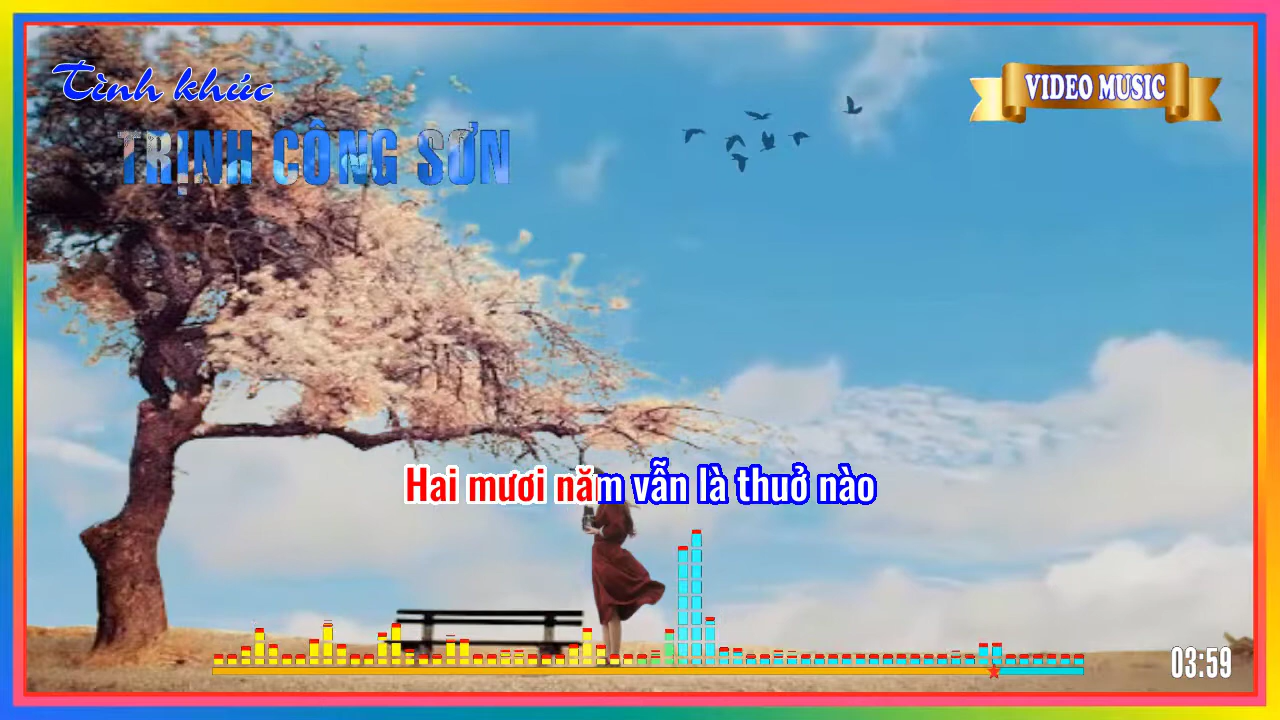 Tình khúc
TRỊNH CÔNG SƠN
VIDEO MUSIC
Hai mươi năm vẫn là thuở nào
03:59